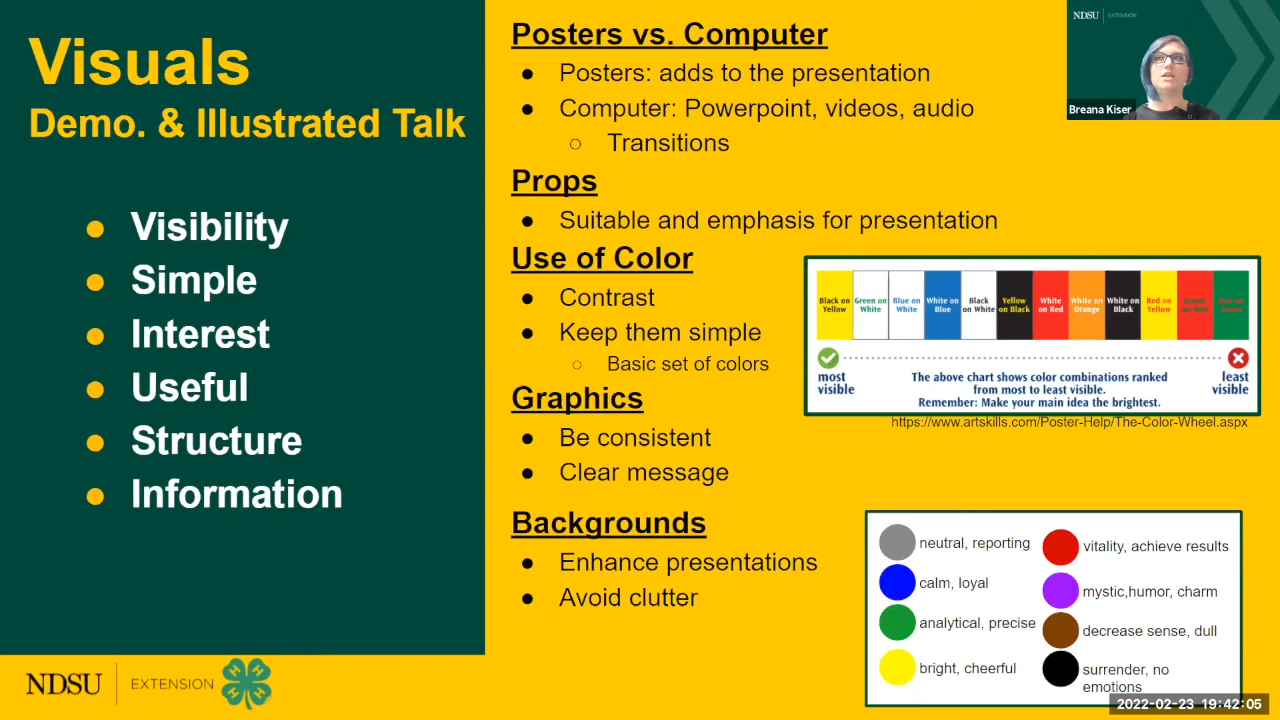 Visuals
Demo. & Illustrated Talk
● Visibility
● Simple
● Interest
● Useful
● Structure
● Information
NDSU EXTENSION
H H H H
Posters vs. Computer
● Posters: adds to the presentation
● Computer: Powerpoint, videos, audio
○ Transitions
Props
● Suitable and emphasis for presentation
Use of Color
● Contrast
● Keep them simple
○ Basic set of colors
Graphics
● Be consistent
● Clear message
Backgrounds
● Enhance presentations
● Avoid clutter
NDSU EXTENSION
Breana Kiser
Black on Yellow
Green on White
Blue on White
White on Blue
Black on White
Yellow on Black
White on Red
White on Orange
White on Black
Red on Yellow
Green on Red
Red on Green
most visible
The above chart shows color combinations ranked
from most to least visible.
Remember: Make your main idea the brightest.
least visible
https://www.artskills.com/Poster-Help/The-Color-Wheel.aspx
neutral, reporting
calm, loyal
analytical, precise
bright, cheerful
vitality, achieve results
mystic,humor, charm
decrease sense, dull
surrender, no
emotions
2022-02-23 19:42:05